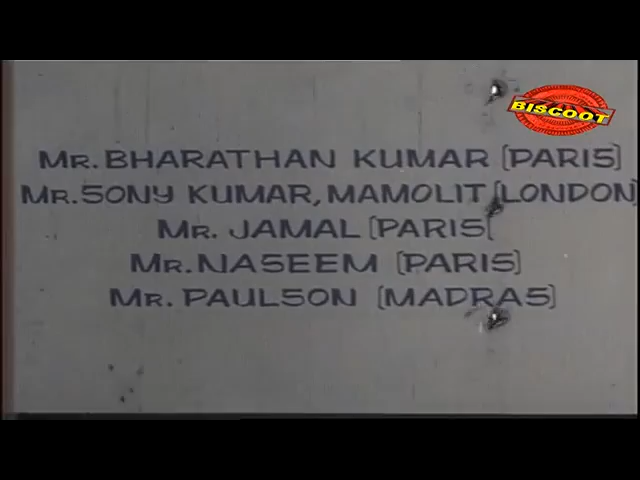 BISCOOT
MR. BHARATHAN KUMAR (PARIS)
MR. SONY KUMAR, MAMOLIT (LONDON)
MR. JAMAL (PARIS(
MR. NASEEM (PARIS)
MR. PAULSON (MADRAS)